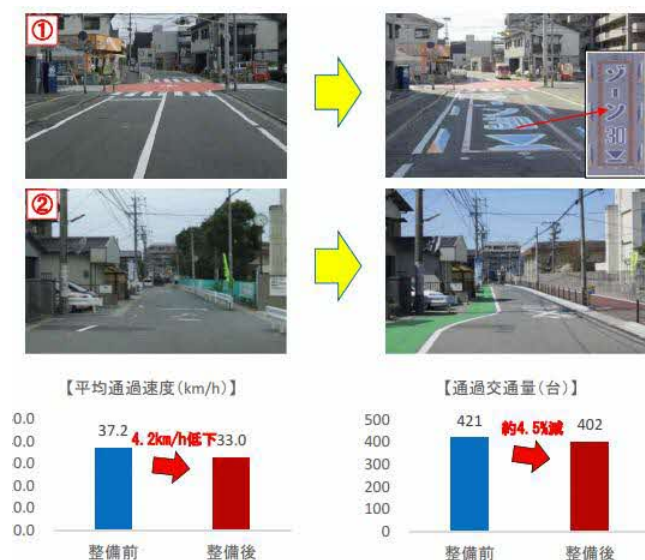 ①
ゾーン30
②
【平均通過速度(km/h)】
【通過交通量(台)】
0.0
0.0
0.0
0.0
0.0
0.0
37.2
4.2km/h低下
33.0
整備前
整備後
500
400
300
200
100
0
421
約4.5%減
402
整備前
整備後